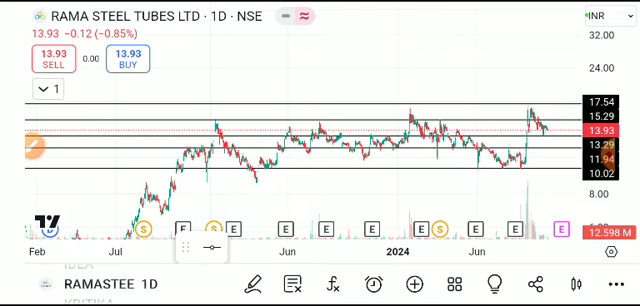 RAMA STEEL TUBES LTD · 1D · NSE
INR
13.93 −0.12 (−0.85%)
13.93 SELL
0.00
13.93 BUY
1
32.00
24.00
17.54
15.29
13.93
13.29
11.94
10.02
8.00
12.598 M
D S E S E E E E E S E E E
Feb Jul Jun 2024 Jun
IDEA
RAMASTEE 1D
KRITIKA